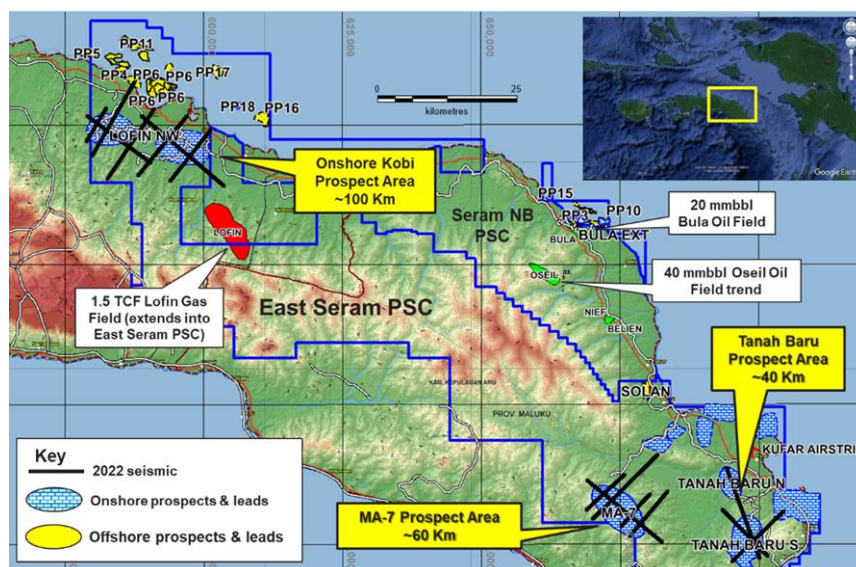 600,000
625,000
650,000
PP5
PP11
PP4
PP6
PP6
PP17
PP6
PP6
PP18
PP16
LOFIN NW
0
25
kilometres
Google Earth
Onshore Kobi
Prospect Area
~100 Km
LOFIN
PP15
PP3
PP10
BULA
BULA EXT
20 mmbbl
Bula Oil Field
Seram NB
PSC
OSEIL
40 mmbbl Oseil Oil
Field trend
1.5 TCF Lofin Gas
Field (extends into
East Seram PSC)
East Seram PSC
NIEF
BELIEN
Tanah Baru
Prospect Area
~40 Km
SOLAN
KAB. KEPULAUAN ARU
PROV. MALUKU
KUFAR AIRSTRI
TANAH BARU N
MA-7
TANAH BARU S
MA-7 Prospect Area
~60 Km
Key
2022 seismic
Onshore prospects & leads
Offshore prospects & leads